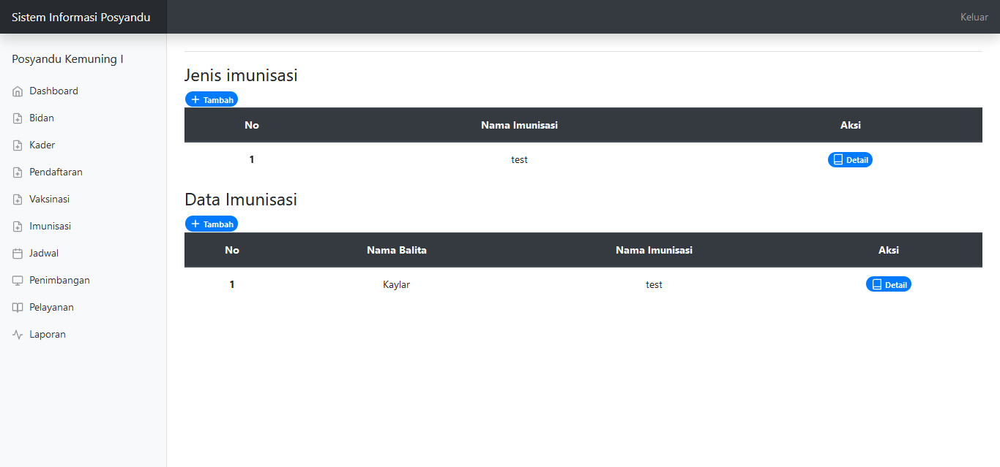 Sistem Informasi Posyandu
Keluar
Posyandu Kemuning I
Dashboard
Bidan
Kader
Pendaftaran
Vaksinasi
Imunisasi
Jadwal
Penimbangan
Pelayanan
Laporan
Jenis imunisasi
+ Tambah
No Nama Imunisasi Aksi
1 test Detail
Data Imunisasi
+ Tambah
No Nama Balita Nama Imunisasi Aksi
1 Kaylar test Detail